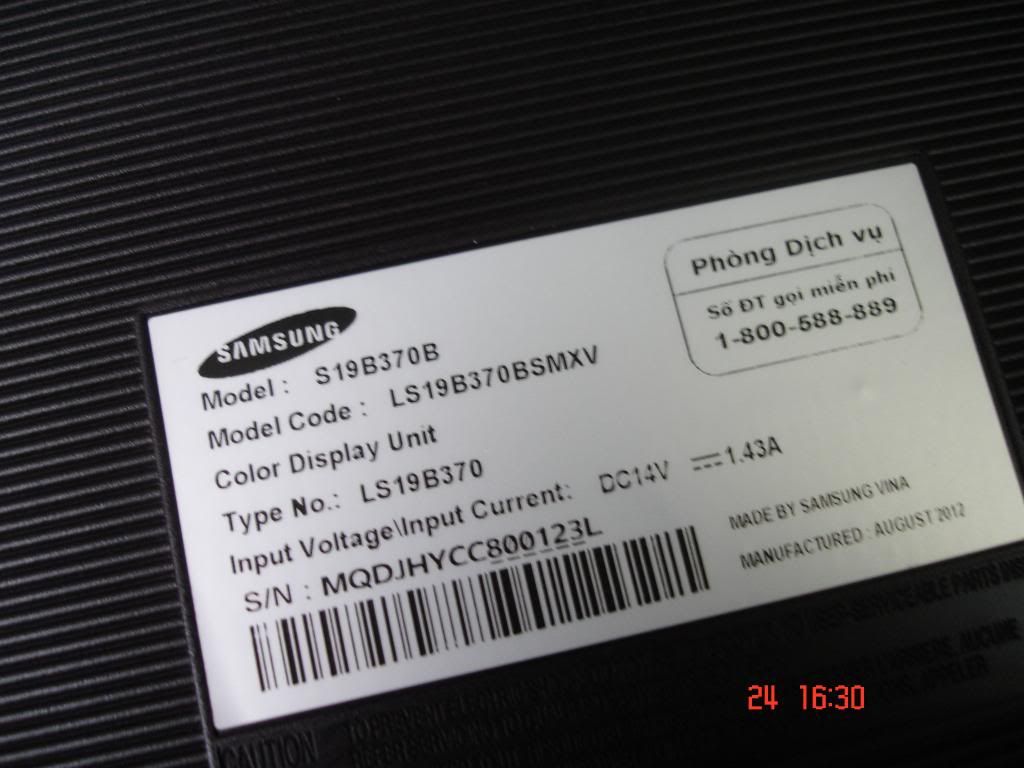 SAMSUNG
Phòng Dịch vụ
Số ĐT gọi miễn phí
1-800-588-889
Model : S19B370B
Model Code : LS19B370BSMXV
Color Display Unit
Type No.: LS19B370
Input Voltage\Input Current: DC14V ⎓1.43A
S/N : MQDJHYCC800123L
MADE BY SAMSUNG VINA
MANUFACTURED : AUGUST 2012
CAUTION
24 16:30